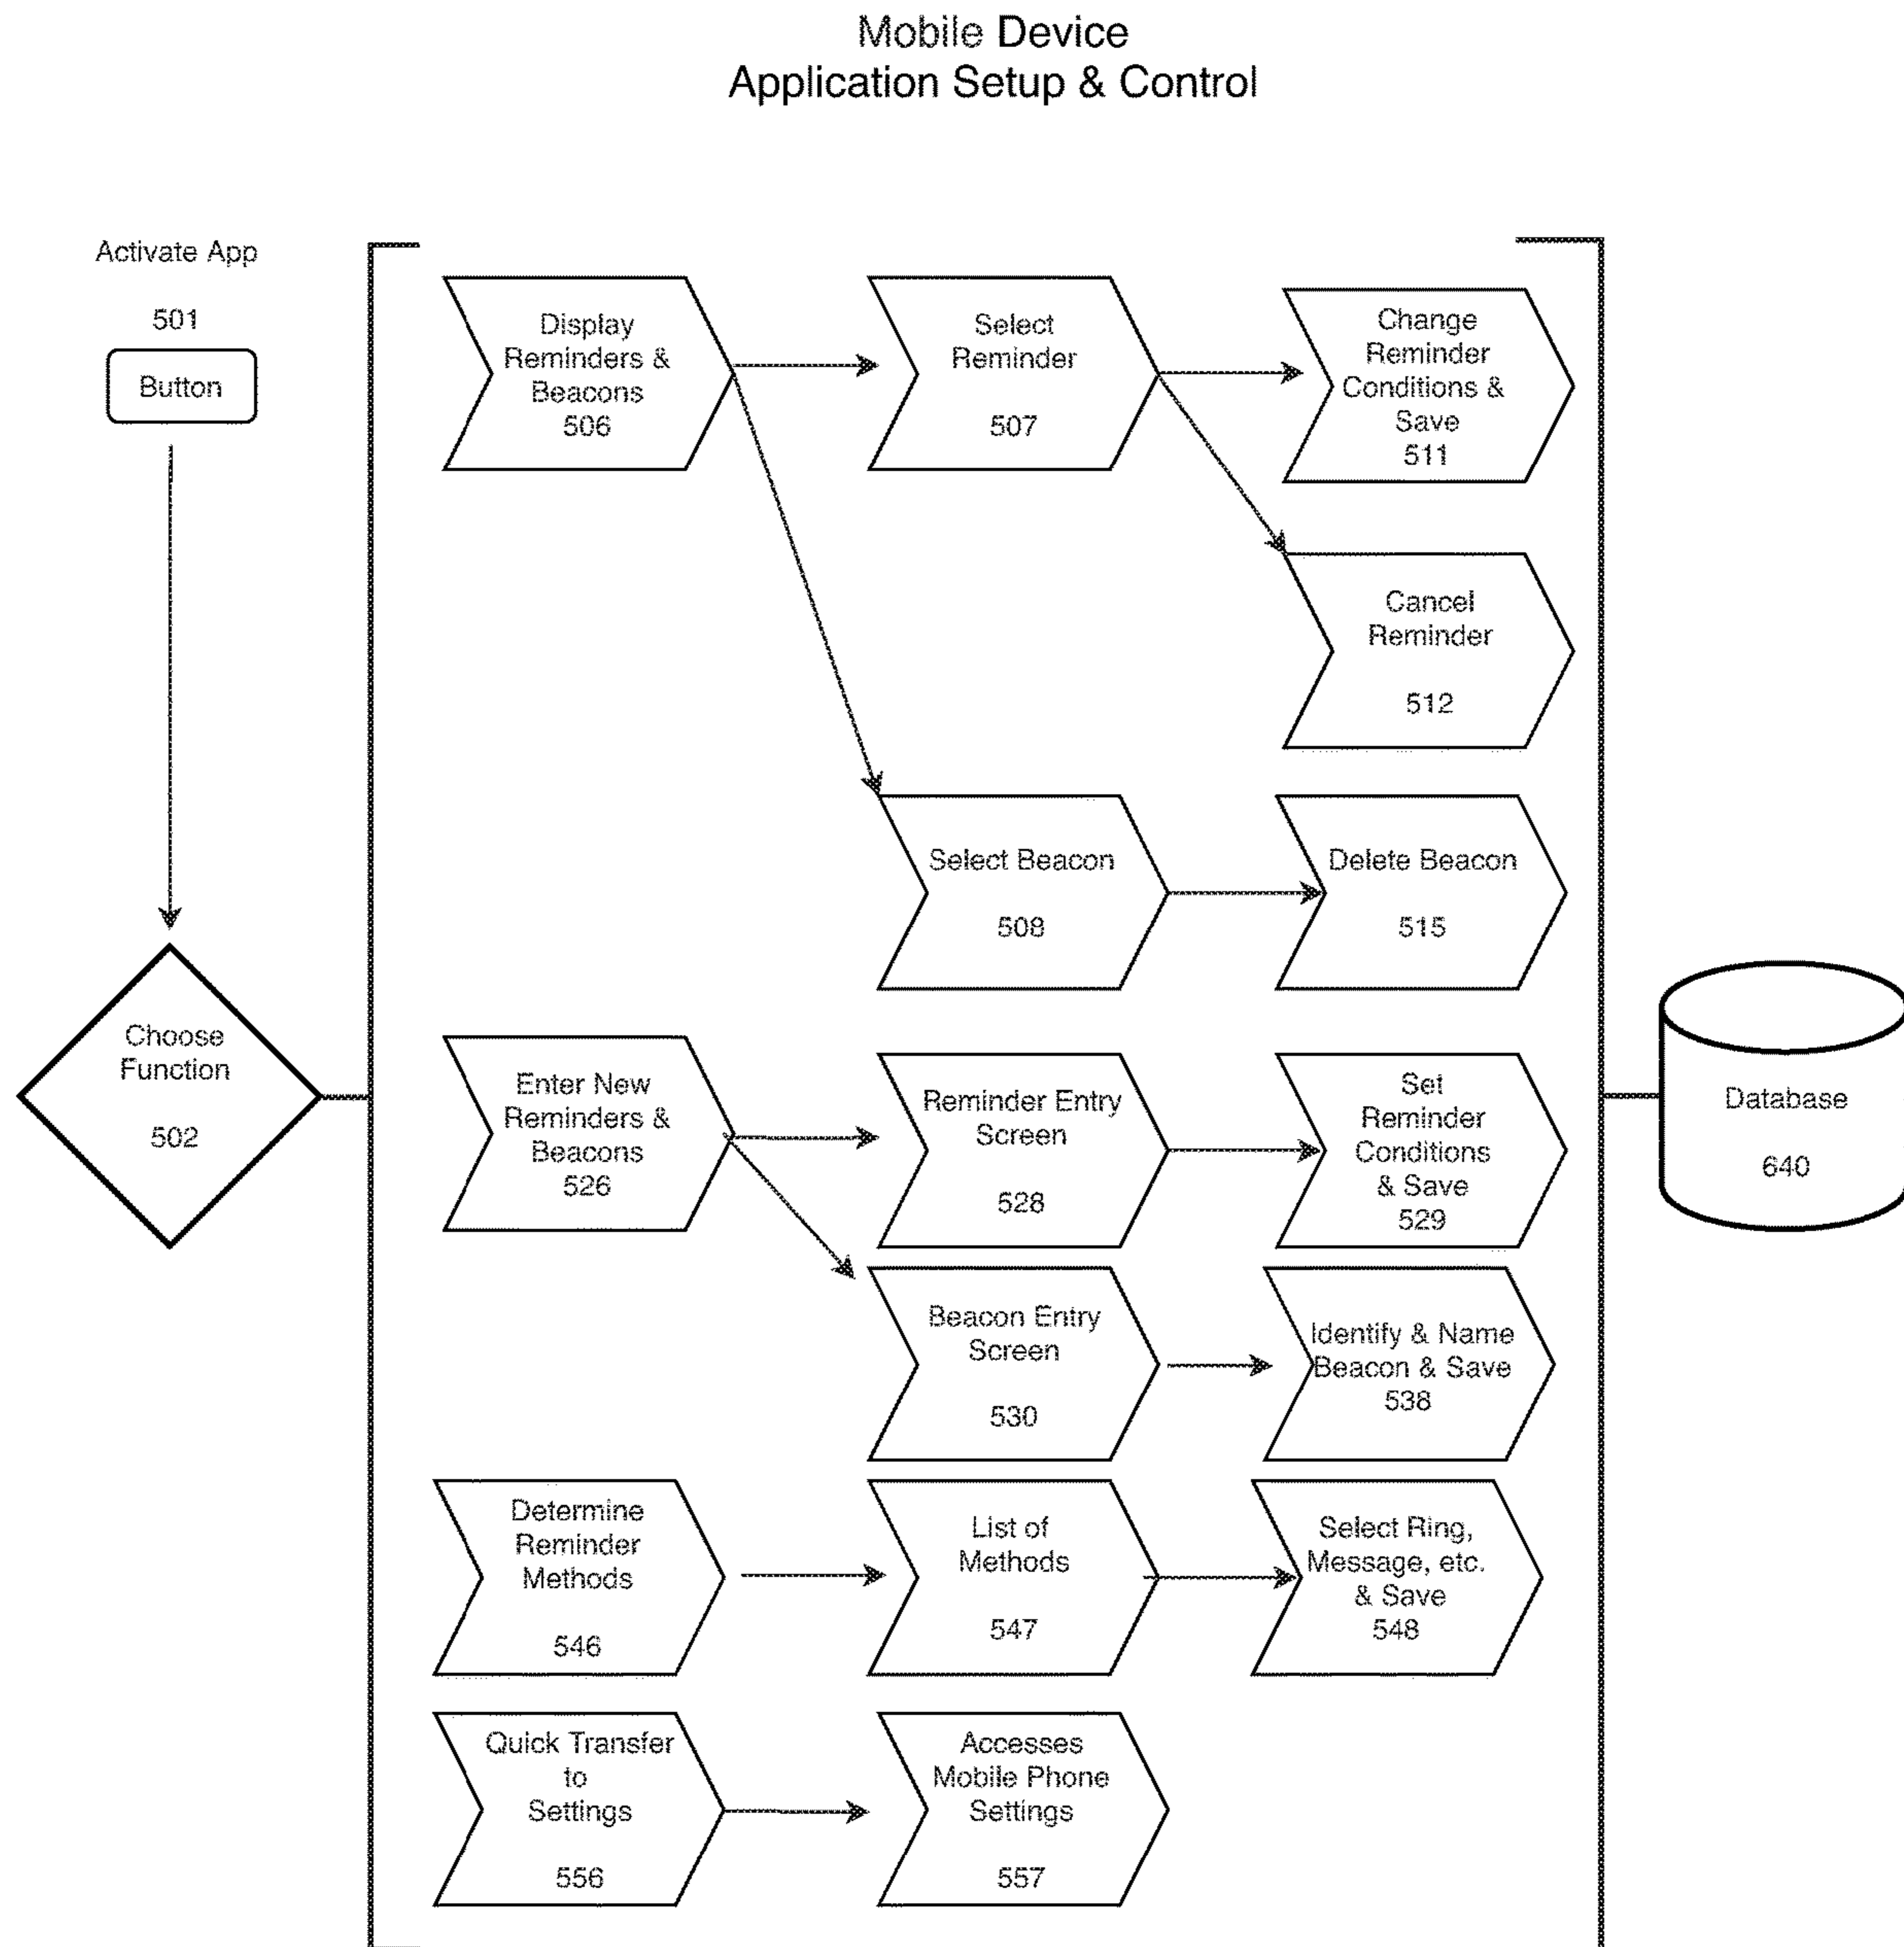 Mobile Device
Application Setup & Control
Activate App
501
Button
Choose
Function
502
Display
Reminders &
Beacons
506
Select
Reminder
507
Change
Reminder
Conditions &
Save
511
Cancel
Reminder
512
Select Beacon
508
Delete Beacon
515
Enter New
Reminders &
Beacons
526
Reminder Entry
Screen
528
Set
Reminder
Conditions
& Save
529
Beacon Entry
Screen
530
Identify & Name
Beacon & Save
538
Determine
Reminder
Methods
546
List of
Methods
547
Select Ring,
Message, etc.
& Save
548
Quick Transfer
to
Settings
556
Accesses
Mobile Phone
Settings
557
Database
640